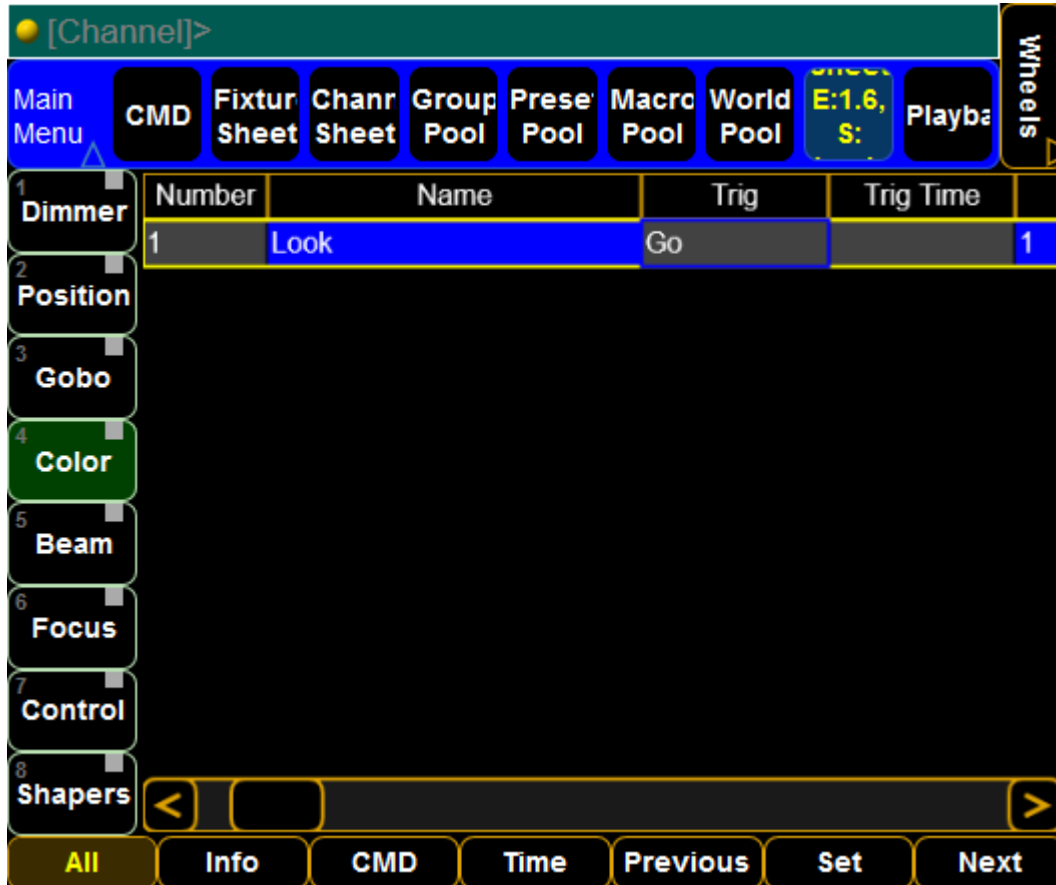 [Channel]>
Wheels
Main
Menu
CMD
Fixtur
Sheet
Chanr
Sheet
Group
Pool
Prese
Pool
Macro
Pool
World
Pool
E:1.6,
S:
Playba
1
Dimmer
2
Position
3
Gobo
4
Color
5
Beam
6
Focus
7
Control
8
Shapers
Number Name Trig Trig Time
1 Look Go 1
< >
All Info CMD Time Previous Set Next